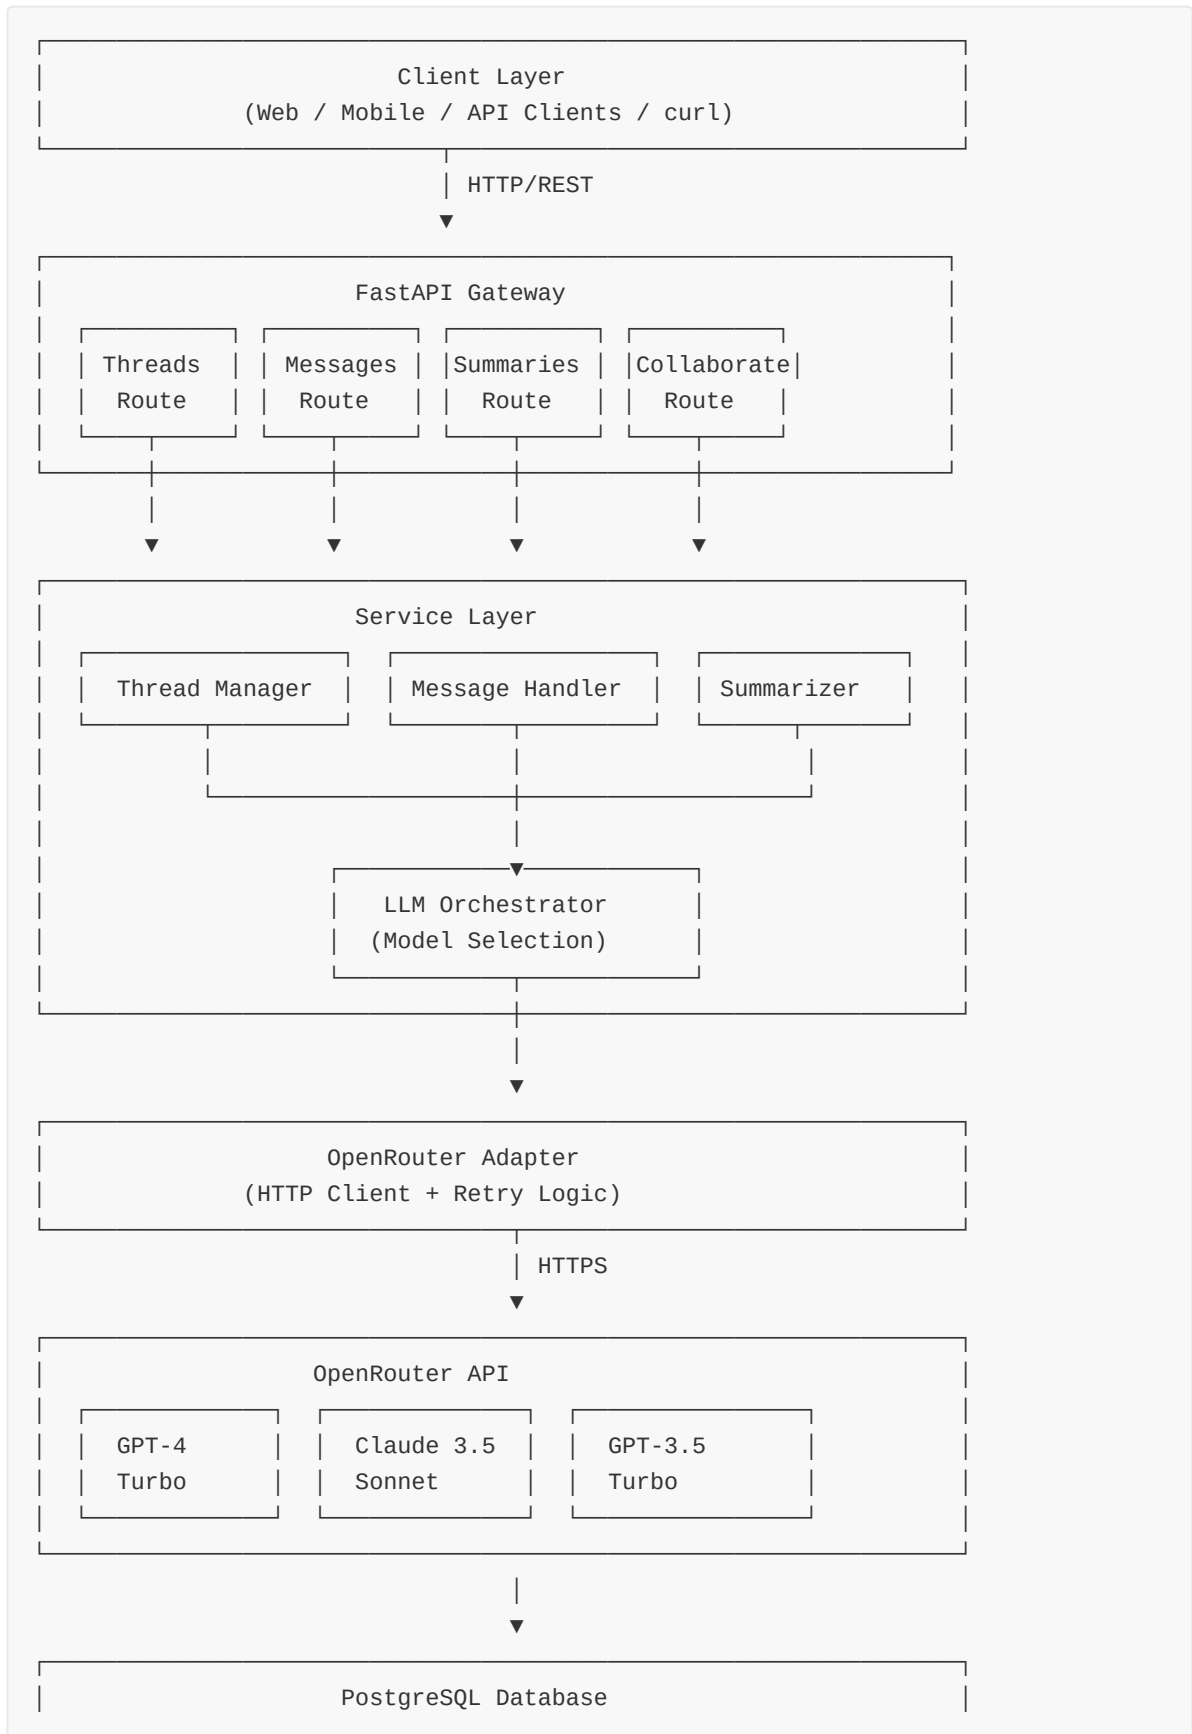 Client Layer
(Web / Mobile / API Clients / curl)
HTTP/REST
FastAPI Gateway
Threads Messages Summaries Collaborate
Route Route Route Route
Service Layer
Thread Manager Message Handler Summarizer
LLM Orchestrator
(Model Selection)
OpenRouter Adapter
(HTTP Client + Retry Logic)
HTTPS
OpenRouter API
GPT-4 Claude 3.5 GPT-3.5
Turbo Sonnet Turbo
PostgreSQL Database